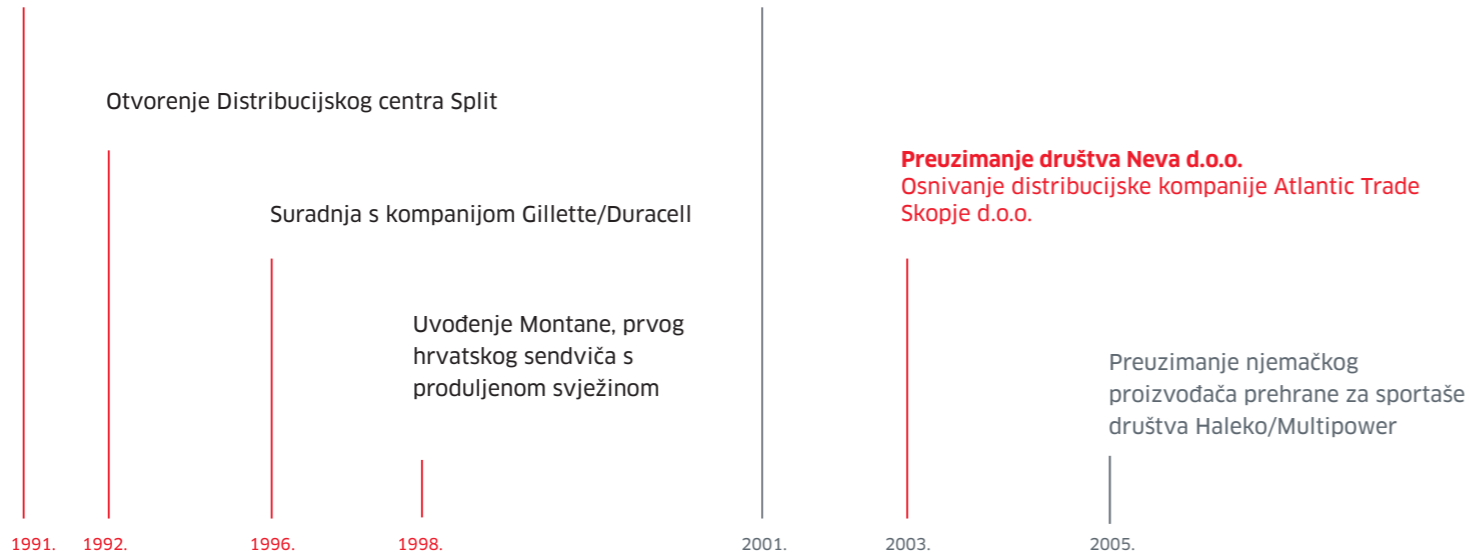 Otvorenje Distribucijskog centra Split
Suradnja s kompanijom Gillette/Duracell
Uvođenje Montane, prvog
hrvatskog sendviča s
produljenom svježinom
Preuzimanje društva Neva d.o.o.
Osnivanje distribucijske kompanije Atlantic Trade
Skopje d.o.o.
Preuzimanje njemačkog
proizvođača prehrane za sportaše
društva Haleko/Multipower
1991. 1992. 1996. 1998. 2001. 2003. 2005.